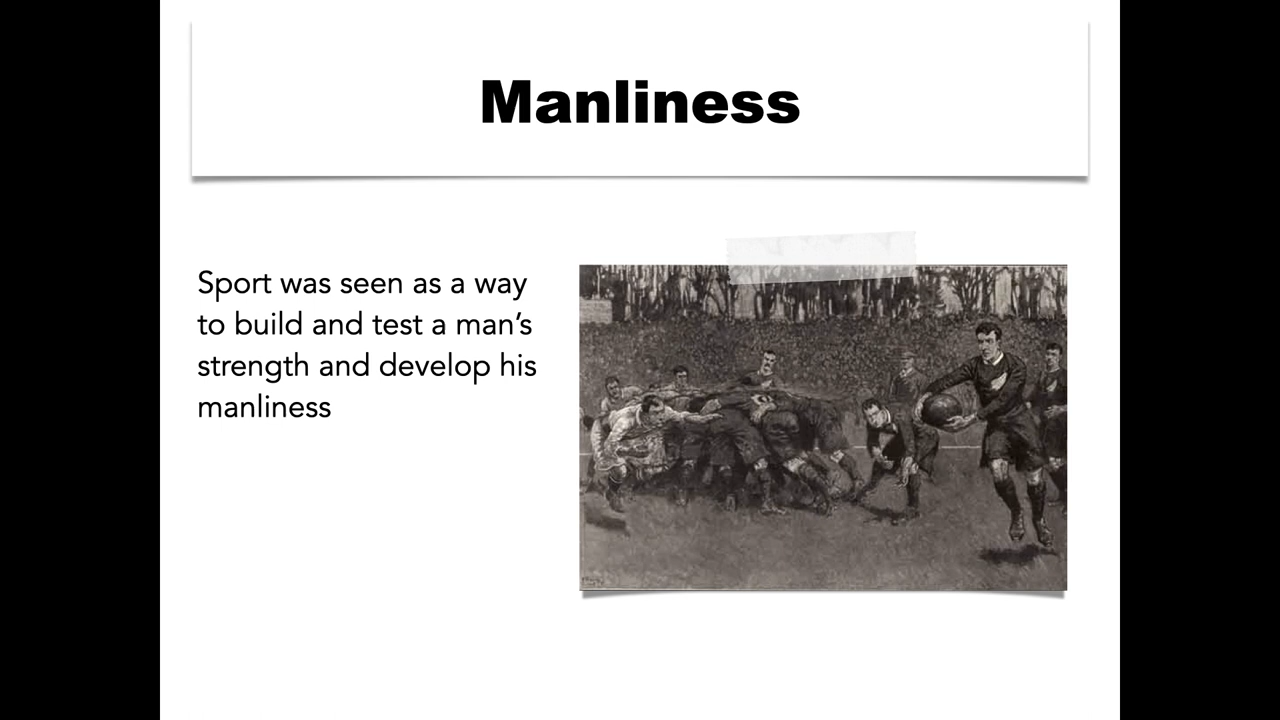 Manliness
Sport was seen as a way
to build and test a man’s
strength and develop his
manliness